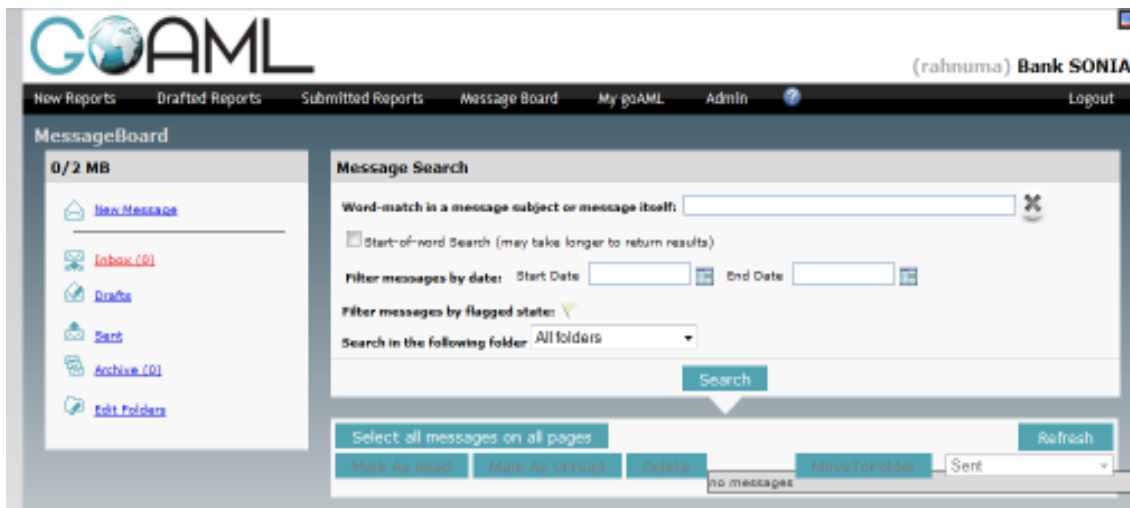 GOAML
(rahnuma) Bank SONIA
New Reports Drafted Reports Submitted Reports Message Board My goAML Admin ? Logout
MessageBoard
0/2 MB
New Message
Inbox (0)
Drafts
Sent
Archive (0)
Edit Folders
Message Search
Word-match in a message subject or message itself:
Start-of-word Search (may take longer to return results)
Filter messages by date: Start Date End Date
Filter messages by flagged state:
Search in the following folder All folders
Search
Select all messages on all pages Refresh
Mark As Read Mark As Unread Delete MoveToFolder Sent
no messages